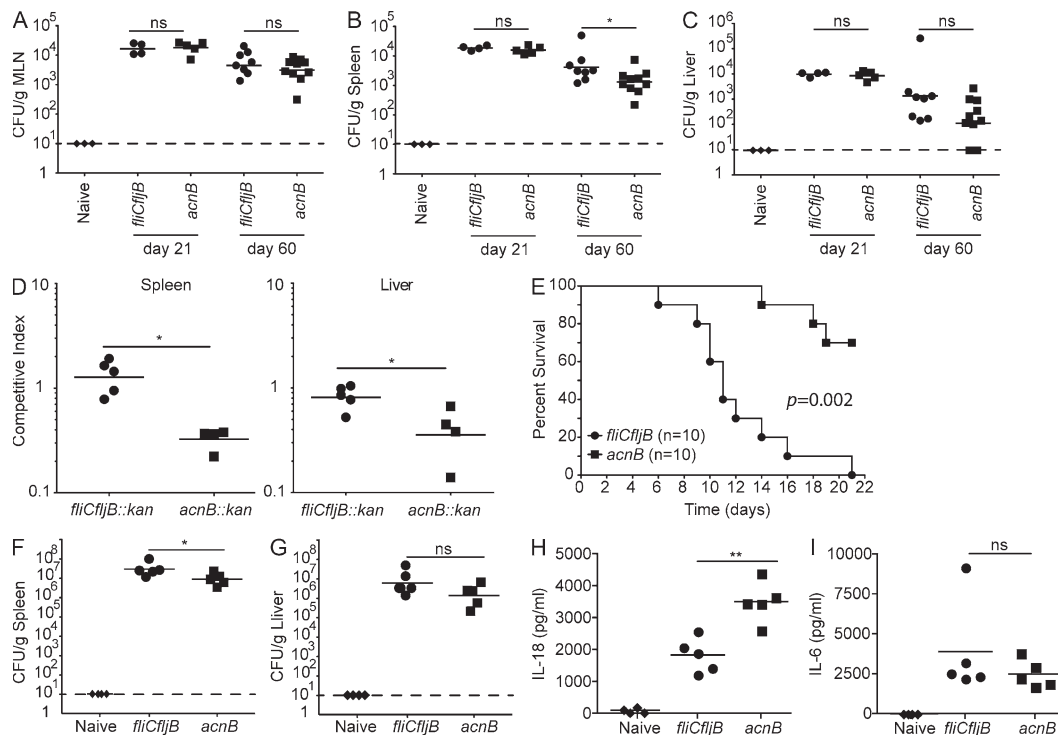 A
CFU/g MLN
10^5
10^4
10^3
10^2
10^1
1
ns
ns
Naive
fliCfljB
acnB
fliCfljB
acnB
day 21
day 60
B
CFU/g Spleen
10^5
10^4
10^3
10^2
10^1
1
ns
*
Naive
fliCfljB
acnB
fliCfljB
acnB
day 21
day 60
C
CFU/g Liver
10^6
10^5
10^4
10^3
10^2
10^1
1
ns
ns
Naive
fliCfljB
acnB
fliCfljB
acnB
day 21
day 60
D
Competitive Index
Spleen
10
1
0.1
*
fliCfljB::kan
acnB::kan
Liver
10
1
0.1
*
fliCfljB::kan
acnB::kan
E
Percent Survival
100
80
60
40
20
0
p=0.002
fliCfljB (n=10)
acnB (n=10)
0 2 4 6 8 10 12 14 16 18 20 22
Time (days)
F
CFU/g Spleen
10^8
10^7
10^6
10^5
10^4
10^3
10^2
10^1
1
*
Naive
fliCfljB
acnB
G
CFU/g Lliver
10^8
10^7
10^6
10^5
10^4
10^3
10^2
10^1
1
ns
Naive
fliCfljB
acnB
H
IL-18 (pg/ml)
5000
4000
3000
2000
1000
0
**
Naive
fliCfljB
acnB
I
IL-6 (pg/ml)
10000
7500
5000
2500
0
ns
Naive
fliCfljB
acnB